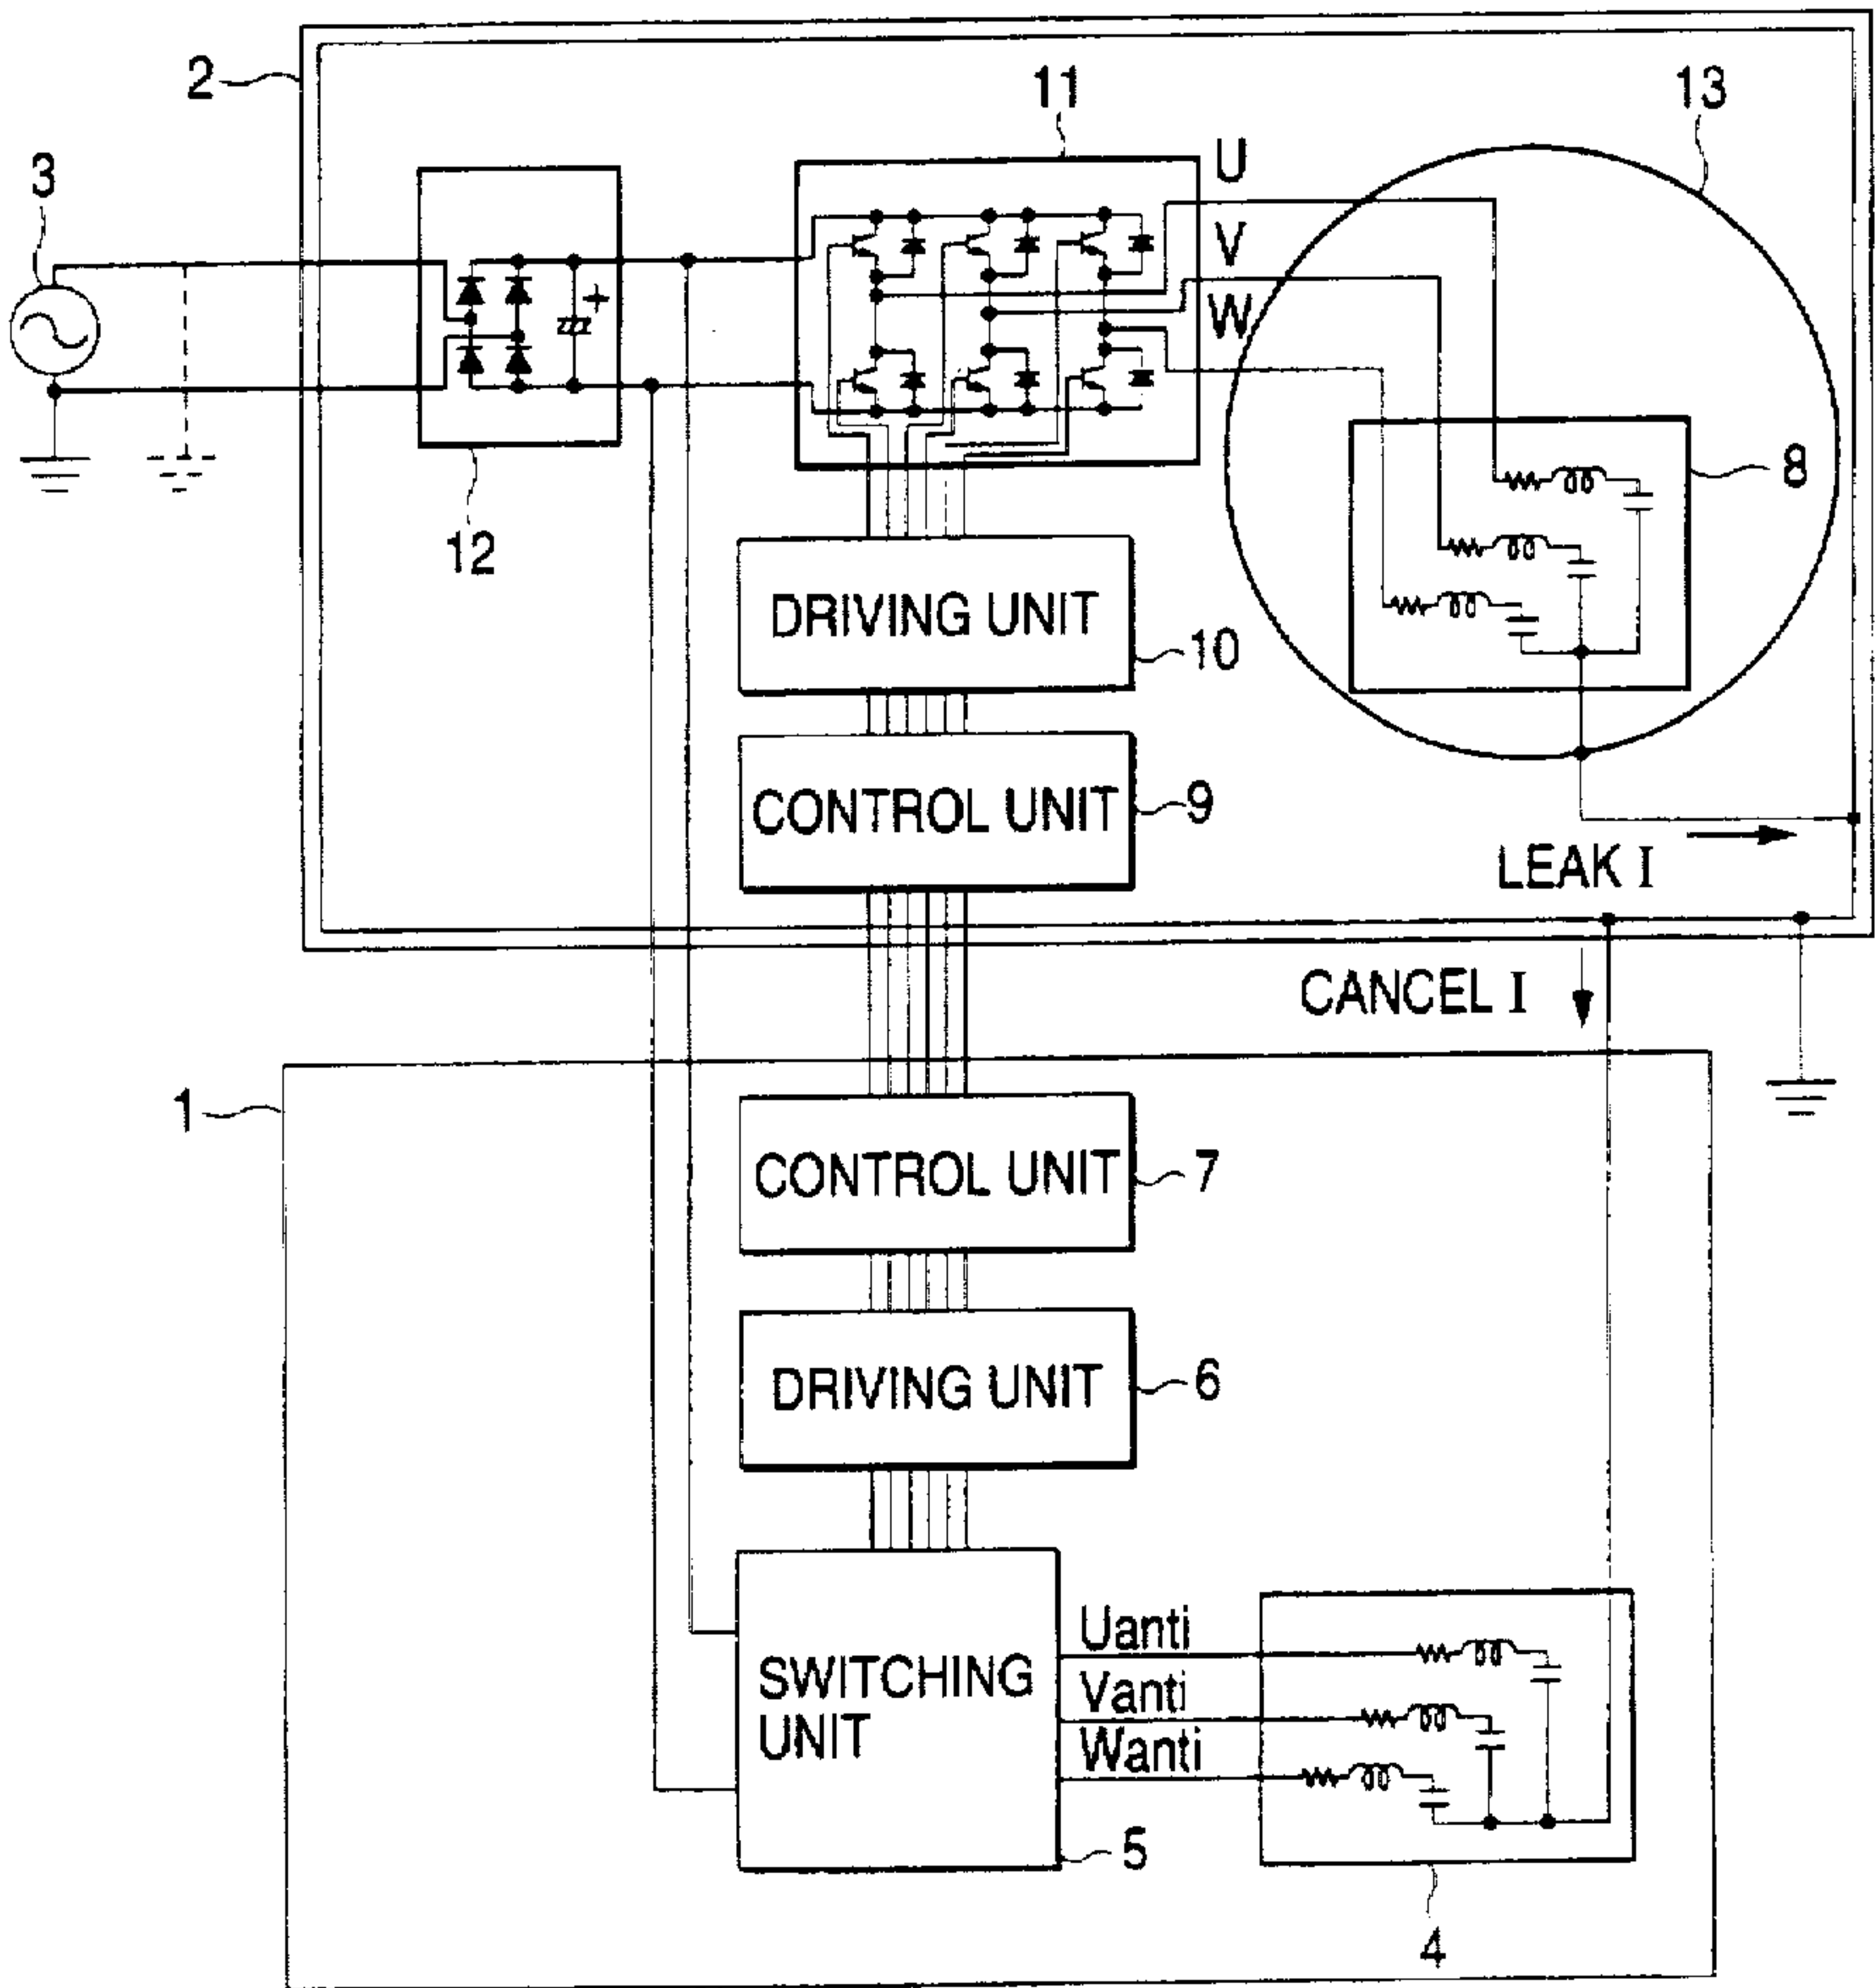 2
11
13
3
U
V
W
8
12
DRIVING UNIT
10
CONTROL UNIT
9
LEAK I
CANCEL I
1
CONTROL UNIT
7
DRIVING UNIT
6
SWITCHING
UNIT
Uanti
Vanti
Wanti
5
4